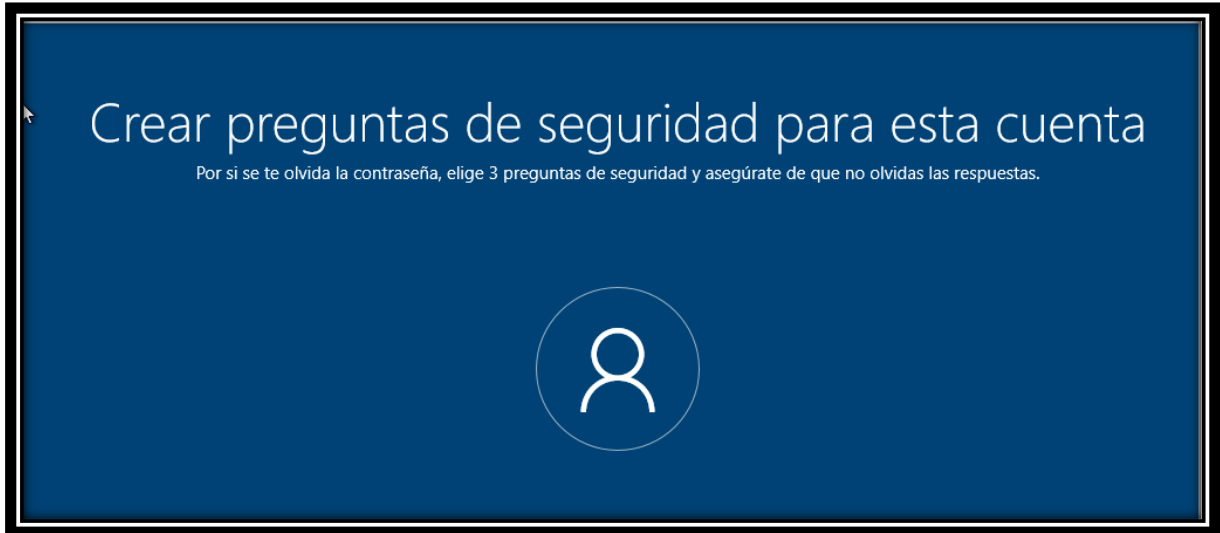 Crear preguntas de seguridad para esta cuenta
Por si se te olvida la contraseña, elige 3 preguntas de seguridad y asegúrate de que no olvidas las respuestas.